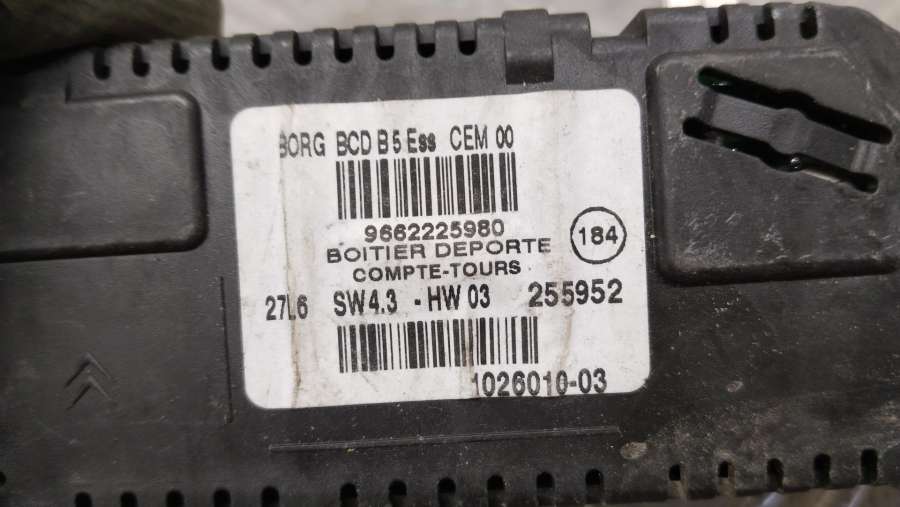 BORG BCD B5 Ess CEM 00
9662225980
BOITIER DEPORTE
COMPTE-TOURS
184
27L6 SW4.3 - HW 03 255952
1026010-03